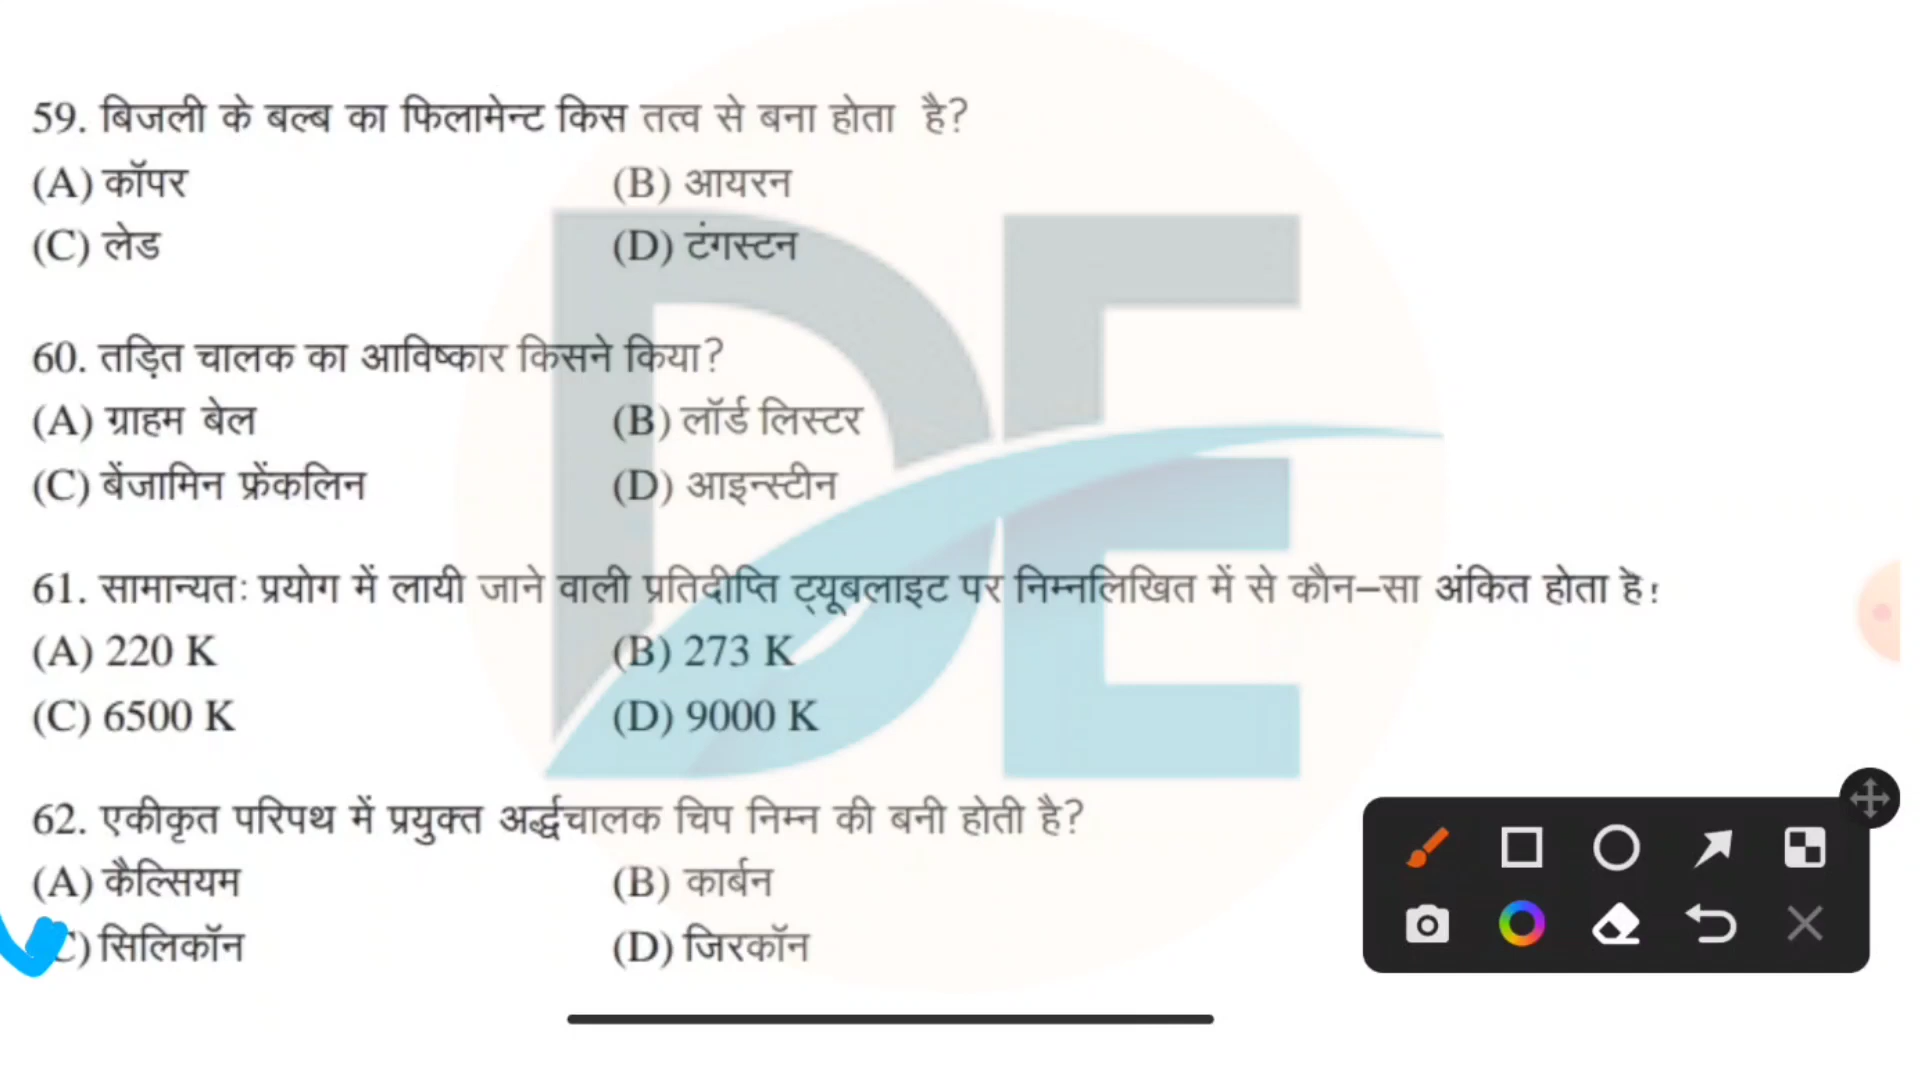 59. बिजली के बल्ब का फिलामेन्ट किस तत्व से बना होता है?
(A) कॉपर (B) आयरन
(C) लेड (D) टंगस्टन
60. तड़ित चालक का आविष्कार किसने किया?
(A) ग्राहम बेल (B) लॉर्ड लिस्टर
(C) बेंजामिन फ्रेंकलिन (D) आइन्स्टीन
61. सामान्यतः प्रयोग में लायी जाने वाली प्रतिदीप्ति ट्यूबलाइट पर निम्नलिखित में से कौन–सा अंकित होता है!
(A) 220 K (B) 273 K
(C) 6500 K (D) 9000 K
62. एकीकृत परिपथ में प्रयुक्त अर्द्धचालक चिप निम्न की बनी होती है?
(A) कैल्सियम (B) कार्बन
C) सिलिकॉन (D) जिरकॉन
DE